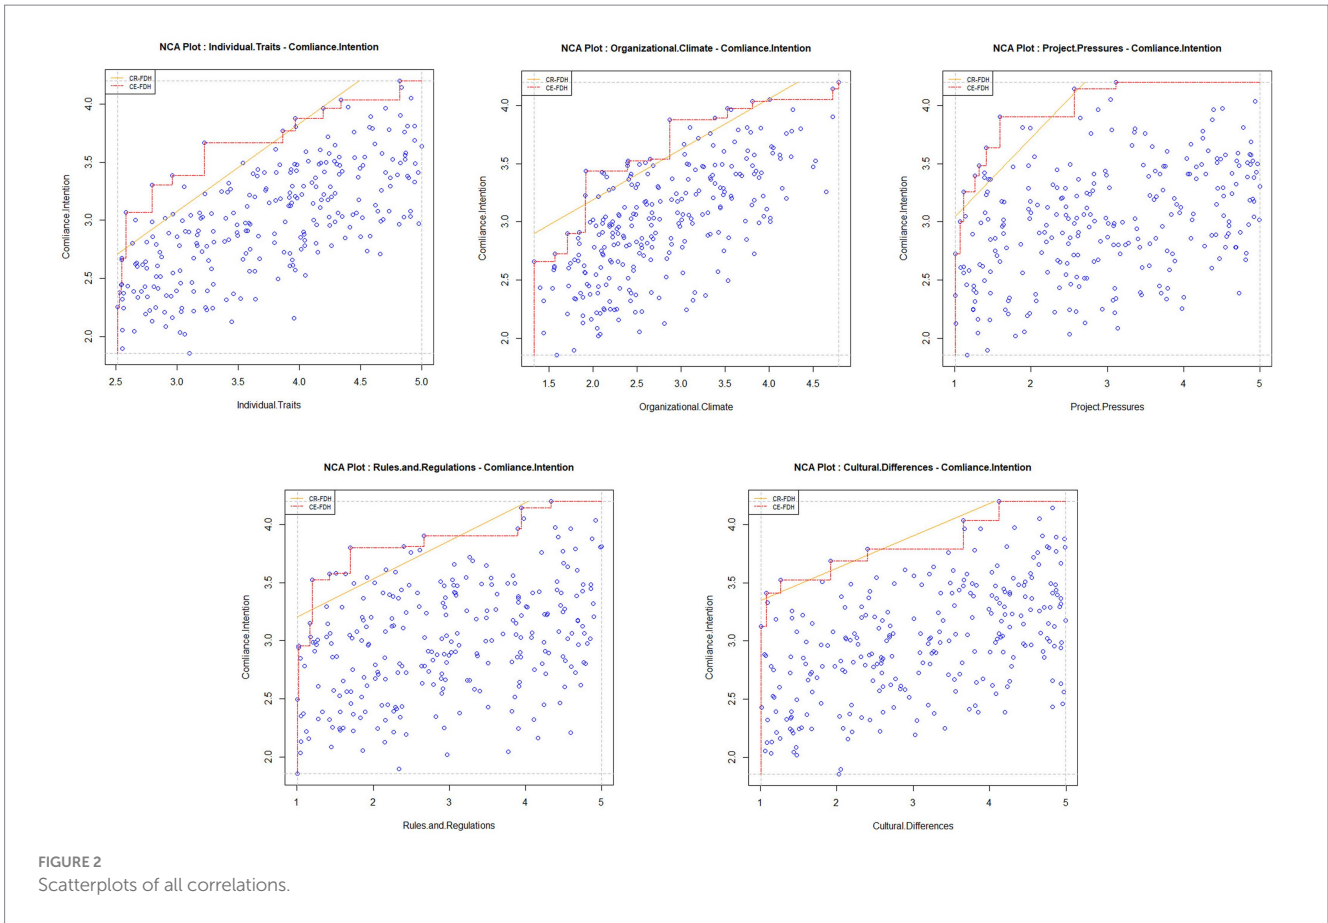 NCA Plot : Individual.Traits - Comliance.Intention
CR-FDH
CE-FDH
Comliance.Intention
4.0
3.5
3.0
2.5
2.0
2.5 3.0 3.5 4.0 4.5 5.0
Individual.Traits
NCA Plot : Organizational.Climate - Comliance.Intention
CR-FDH
CE-FDH
Comliance.Intention
4.0
3.5
3.0
2.5
2.0
1.5 2.0 2.5 3.0 3.5 4.0 4.5
Organizational.Climate
NCA Plot : Project.Pressures - Comliance.Intention
CR-FDH
CE-FDH
Comliance.Intention
4.0
3.5
3.0
2.5
2.0
1 2 3 4 5
Project.Pressures
NCA Plot : Rules.and.Regulations - Comliance.Intention
CR-FDH
CE-FDH
Comliance.Intention
4.0
3.5
3.0
2.5
2.0
1 2 3 4 5
Rules.and.Regulations
NCA Plot : Cultural.Differences - Comliance.Intention
CR-FDH
CE-FDH
Comliance.Intention
4.0
3.5
3.0
2.5
2.0
1 2 3 4 5
Cultural.Differences
FIGURE 2
Scatterplots of all correlations.